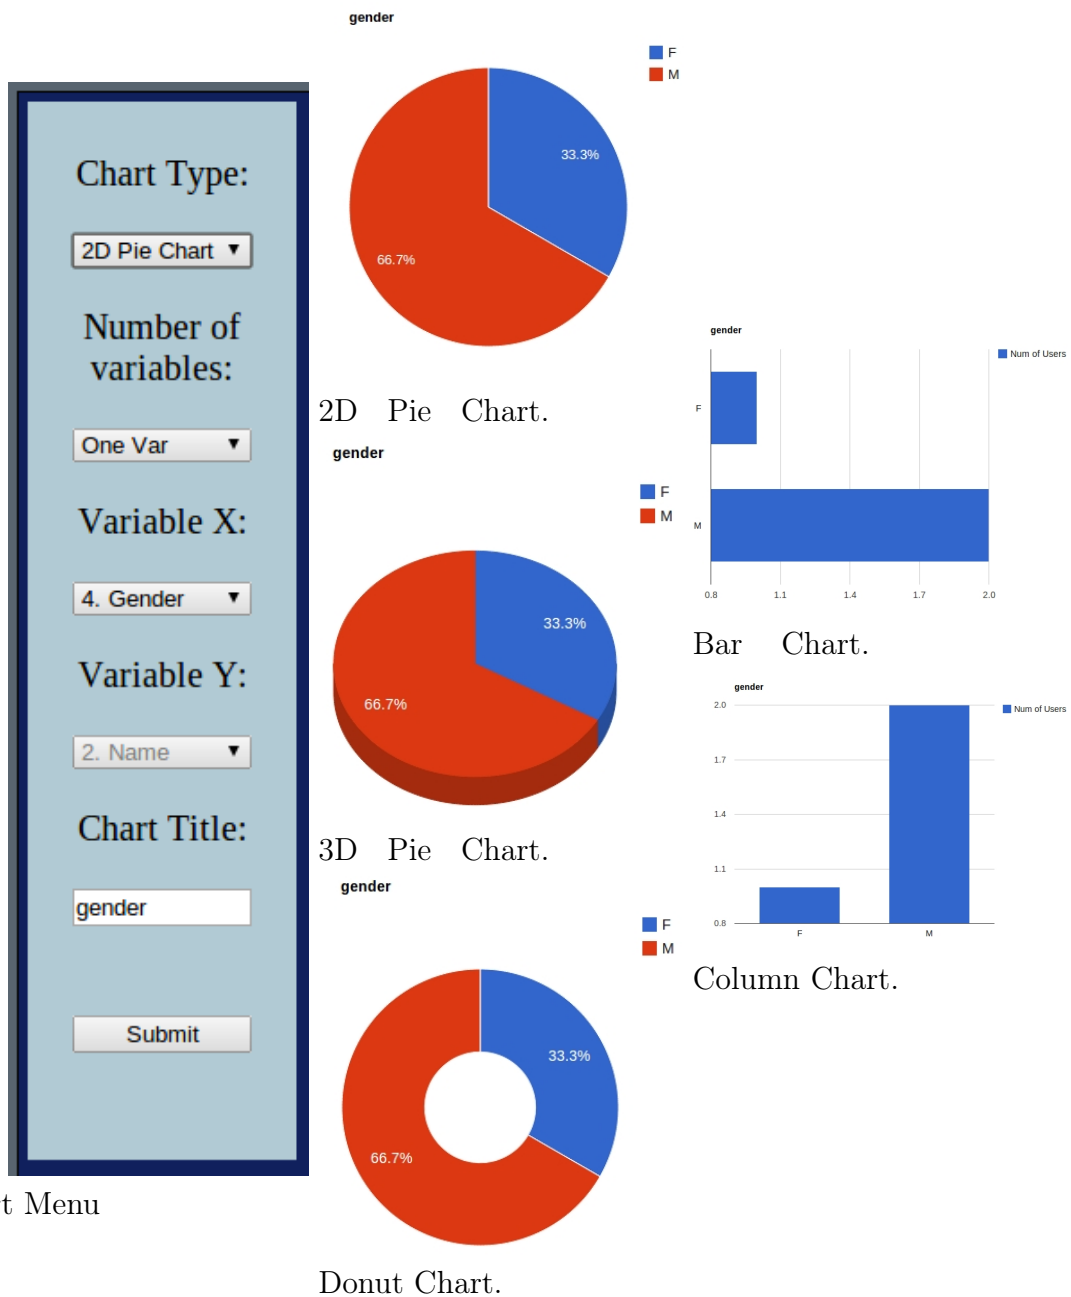 Chart Type:
2D Pie Chart
Number of
variables:
One Var
Variable X:
4. Gender
Variable Y:
2. Name
Chart Title:
gender
Submit
t Menu
gender
F
M
33.3%
66.7%
2D Pie Chart.
gender
F
M
33.3%
66.7%
3D Pie Chart.
gender
F
M
33.3%
66.7%
Donut Chart.
gender
Num of Users
F
M
0.8 1.1 1.4 1.7 2.0
Bar Chart.
gender
Num of Users
2.0
1.7
1.4
1.1
0.8
F M
Column Chart.